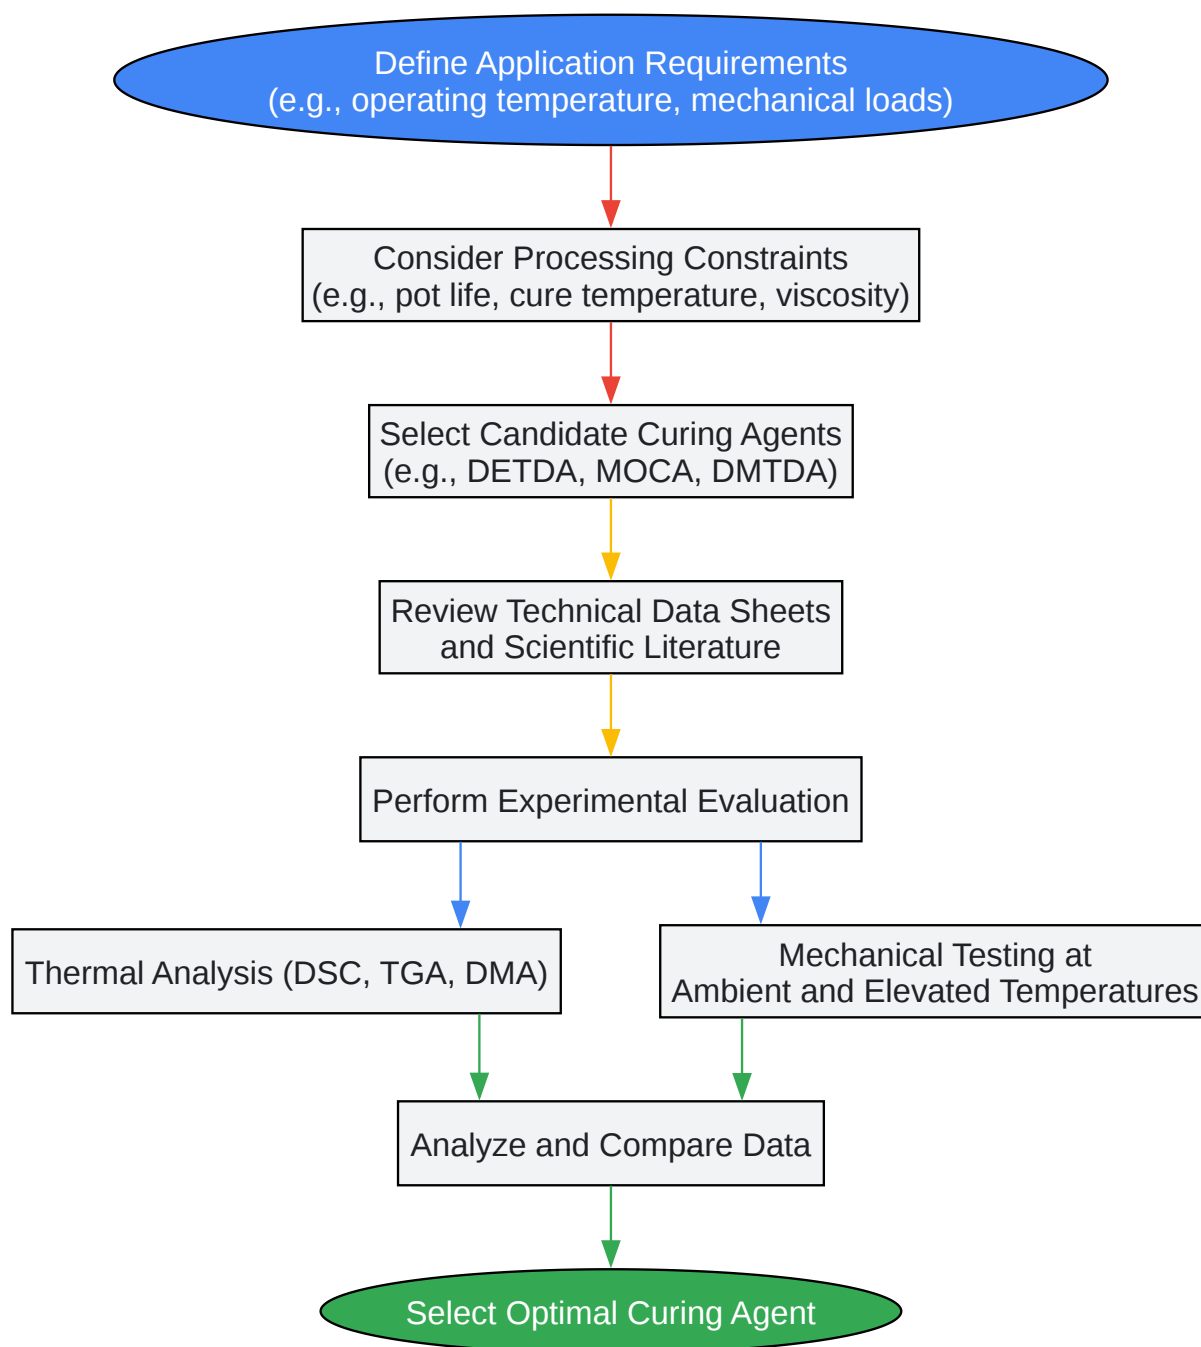 Define Application Requirements
(e.g., operating temperature, mechanical loads)
Consider Processing Constraints
(e.g., pot life, cure temperature, viscosity)
Select Candidate Curing Agents
(e.g., DETDA, MOCA, DMTDA)
Review Technical Data Sheets
and Scientific Literature
Perform Experimental Evaluation
Thermal Analysis (DSC, TGA, DMA)
Mechanical Testing at
Ambient and Elevated Temperatures
Analyze and Compare Data
Select Optimal Curing Agent